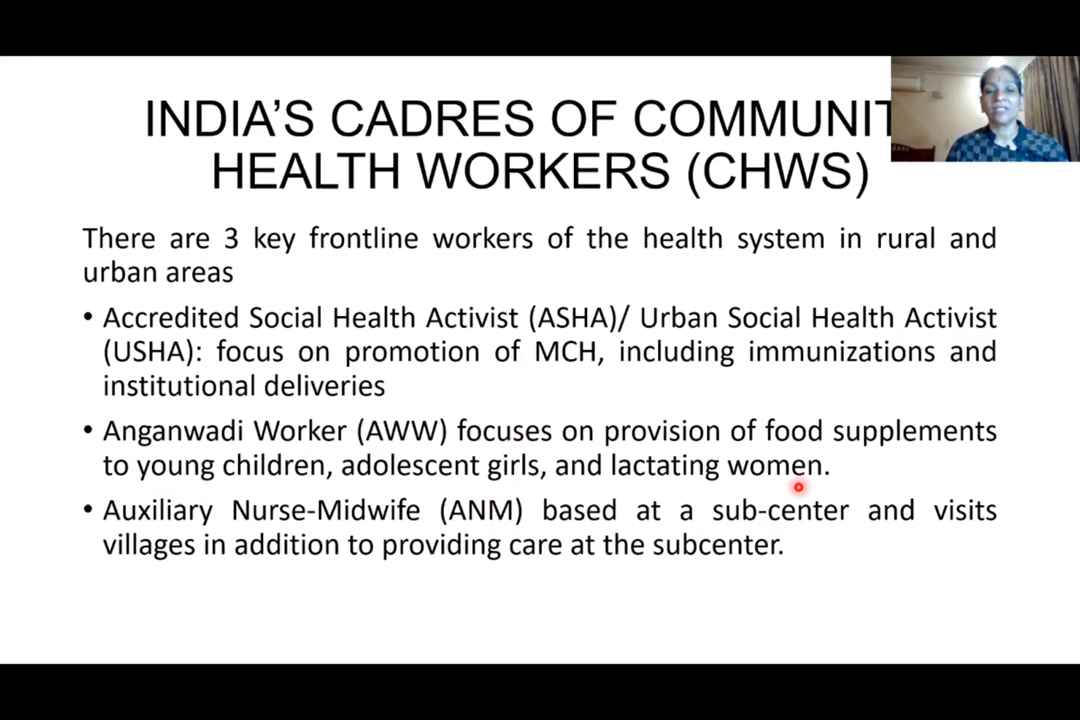 INDIA'S CADRES OF COMMUNIT
HEALTH WORKERS (CHWS)
There are 3 key frontline workers of the health system in rural and
urban areas
• Accredited Social Health Activist (ASHA)/ Urban Social Health Activist
(USHA): focus on promotion of MCH, including immunizations and
institutional deliveries
• Anganwadi Worker (AWW) focuses on provision of food supplements
to young children, adolescent girls, and lactating women.
• Auxiliary Nurse-Midwife (ANM) based at a sub-center and visits
villages in addition to providing care at the subcenter.